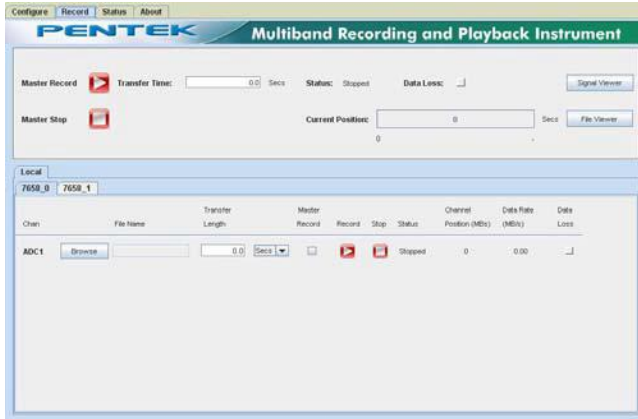 Configure Record Status About
PENTEK Multiband Recording and Playback Instrument
Master Record Transfer Time: 0.0 Secs Status: Stopped Data Loss: Signal Viewer
Master Stop Current Position: 0 Secs File Viewer
0 -
Local
7658_0 7658_1
Chan File Name Transfer Length Master Record Record Stop Status Channel Position (MBs) Data Rate (MB/s) Data Loss
ADC1 Browse 0.0 Secs Stopped 0 0.00